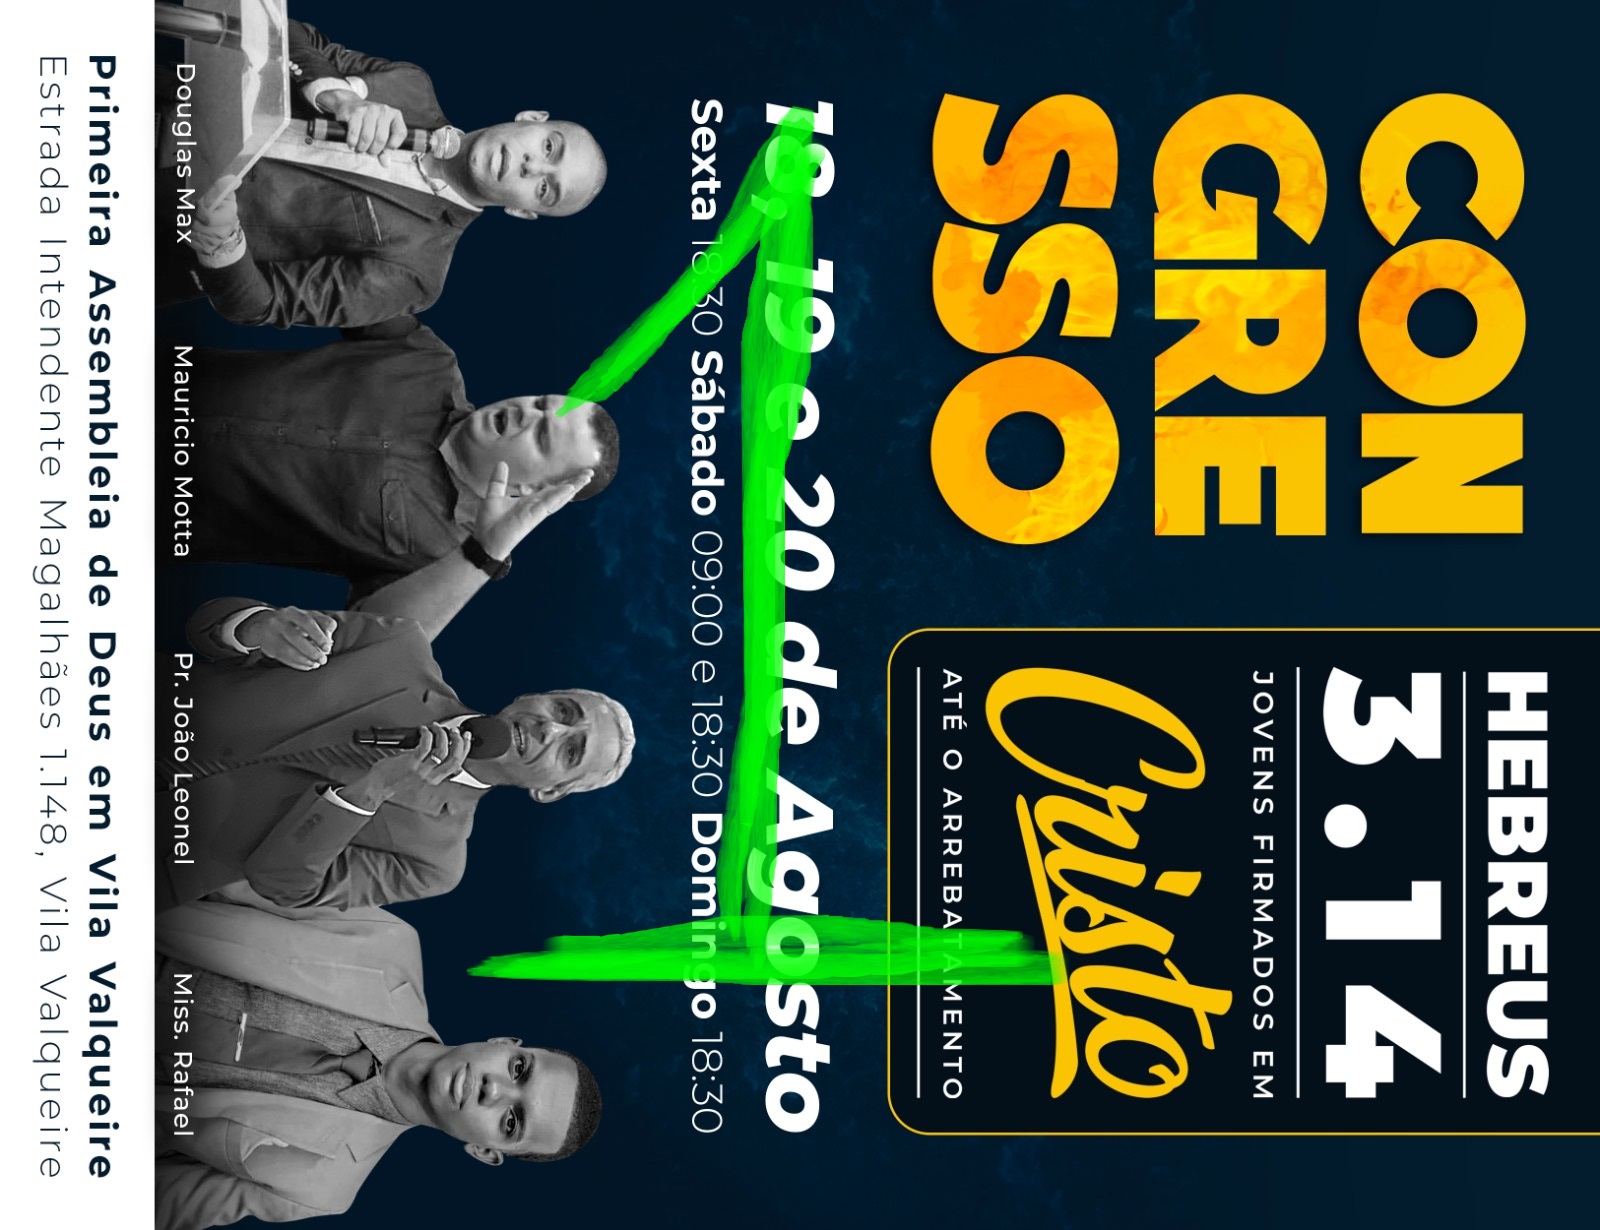 CON
GRE
SSO
HEBREUS
3.14
JOVENS FIRMADOS EM
Cristo
ATÉ O ARREBATAMENTO
18, 19 e 20 de Agosto
Sexta 18:30 Sábado 09:00 e 18:30 Domingo 18:30
Douglas Max
Mauricio Motta
Pr. João Leonel
Miss. Rafael
Primeira Assembleia de Deus em Vila Valqueire
Estrada Intendente Magalhães 1.148, Vila Valqueire